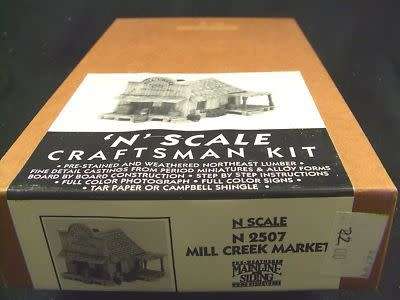 'N' SCALE
CRAFTSMAN KIT
• PRE-STAINED AND WEATHERED NORTHEAST LUMBER •
FINE DETAIL CASTINGS FROM PERIOD MINIATURES & ALLOY FORMS
BOARD BY BOARD CONSTRUCTION • STEP BY STEP INSTRUCTIONS
• FULL COLOR PHOTOGRAPH • FULL COLOR SIGNS •
• TAR PAPER OR CAMPBELL SHINGLE •
N SCALE
N 2507
MILL CREEK MARKET
PRE-WEATHERED
MAINLINE
SIDING